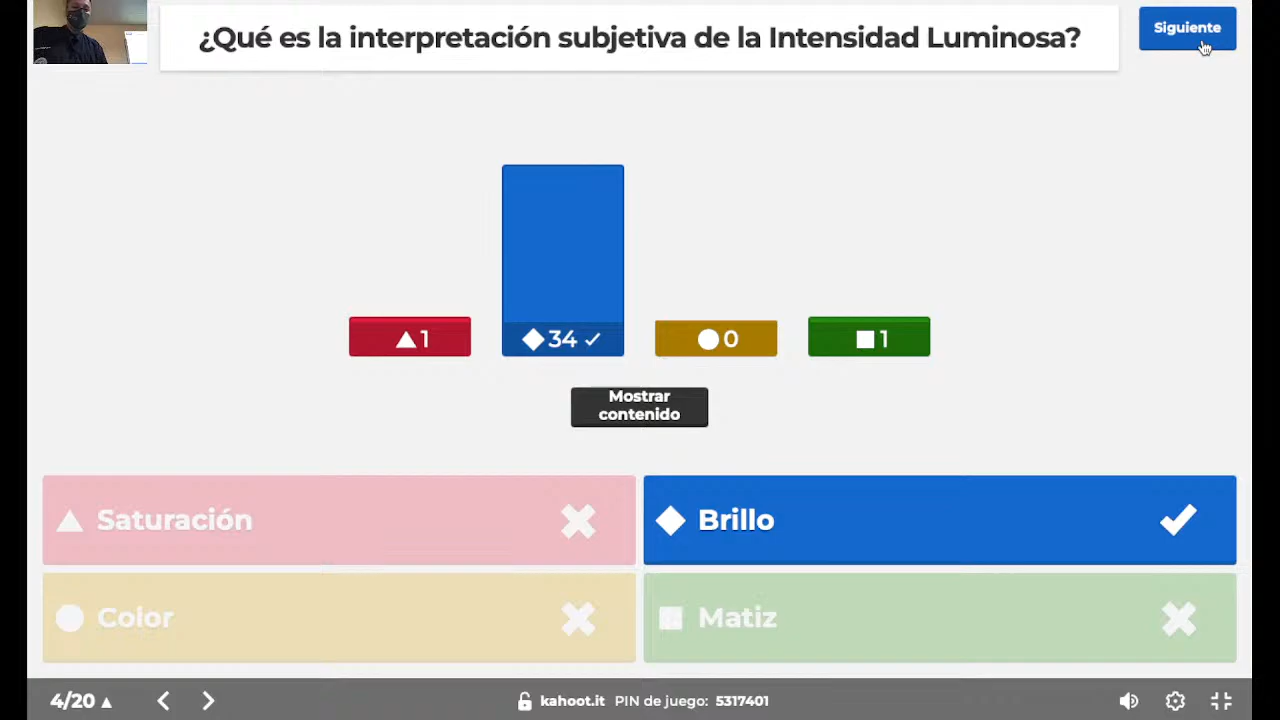 ¿Qué es la interpretación subjetiva de la Intensidad Luminosa?
Siguiente
1
34
0
1
Mostrar
contenido
Saturación
Brillo
Color
Matiz
4/20
kahoot.it PIN de juego: 5317401